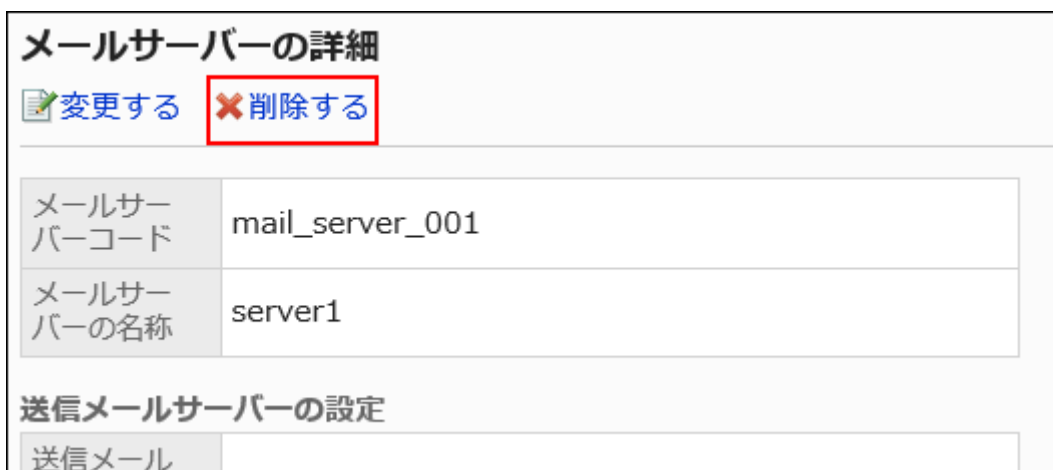 メールサーバーの詳細
変更する 削除する
メールサー
バーコード
mail_server_001
メールサー
バーの名称
server1
送信メールサーバーの設定
送信メール